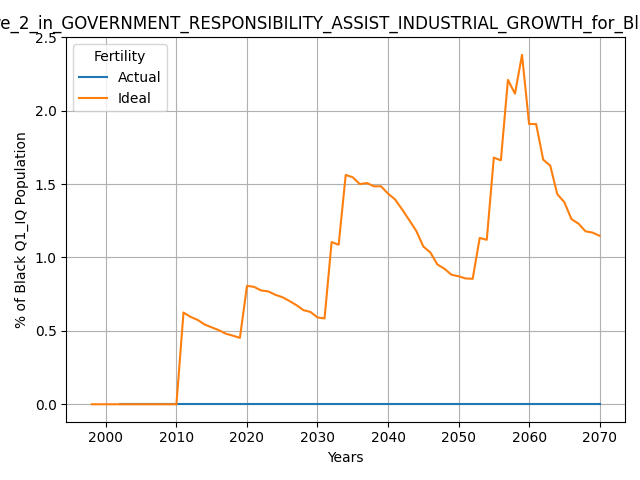 e_2_in_GOVERNMENT_RESPONSIBILITY_ASSIST_INDUSTRIAL_GROWTH_for_Bl
2.5
2.0
1.5
1.0
0.5
0.0
% of Black Q1_IQ Population
Fertility
Actual
Ideal
2000 2010 2020 2030 2040 2050 2060 2070
Years